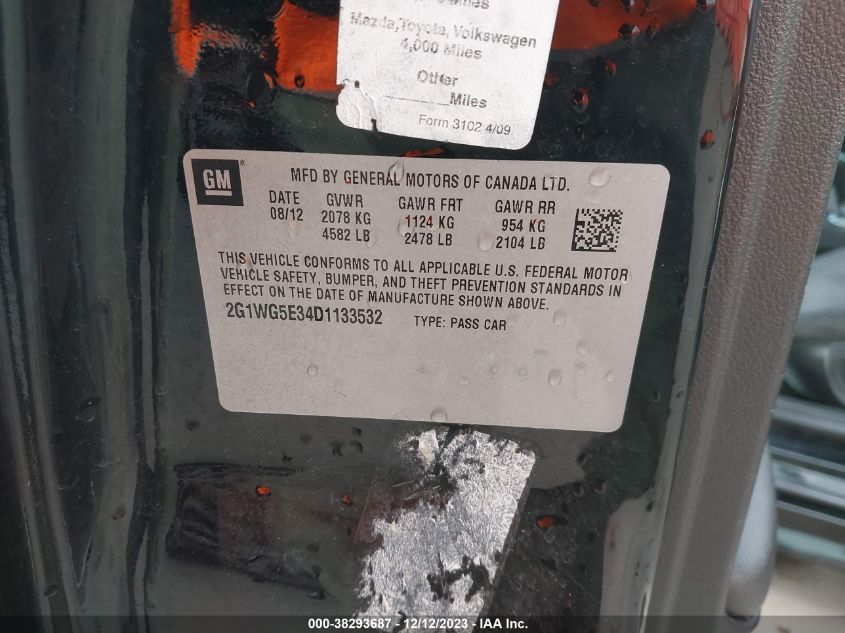 Miles
Mazda, Toyota, Volkswagen
4,000 Miles
Other
_______ _Miles
Form 3102 4/09
GM®
MFD BY GENERAL MOTORS OF CANADA LTD.
DATE GVWR GAWR FRT GAWR RR
08/12 2078 KG 1124 KG 954 KG
4582 LB 2478 LB 2104 LB
THIS VEHICLE CONFORMS TO ALL APPLICABLE U.S. FEDERAL MOTOR
VEHICLE SAFETY, BUMPER, AND THEFT PREVENTION STANDARDS IN
EFFECT ON THE DATE OF MANUFACTURE SHOWN ABOVE.
2G1WG5E34D1133532 TYPE: PASS CAR
000-38293687 - 12/12/2023 - IAA Inc.